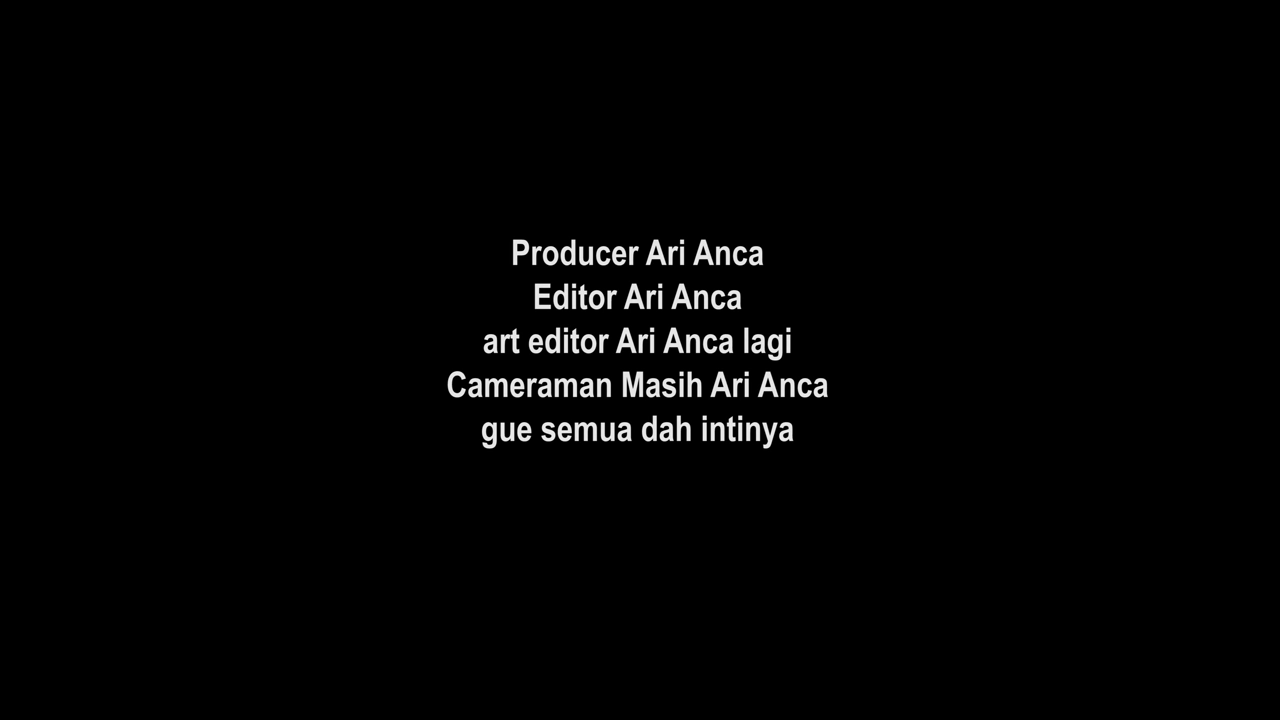 Producer Ari Anca
Editor Ari Anca
art editor Ari Anca lagi
Cameraman Masih Ari Anca
gue semua dah intinya